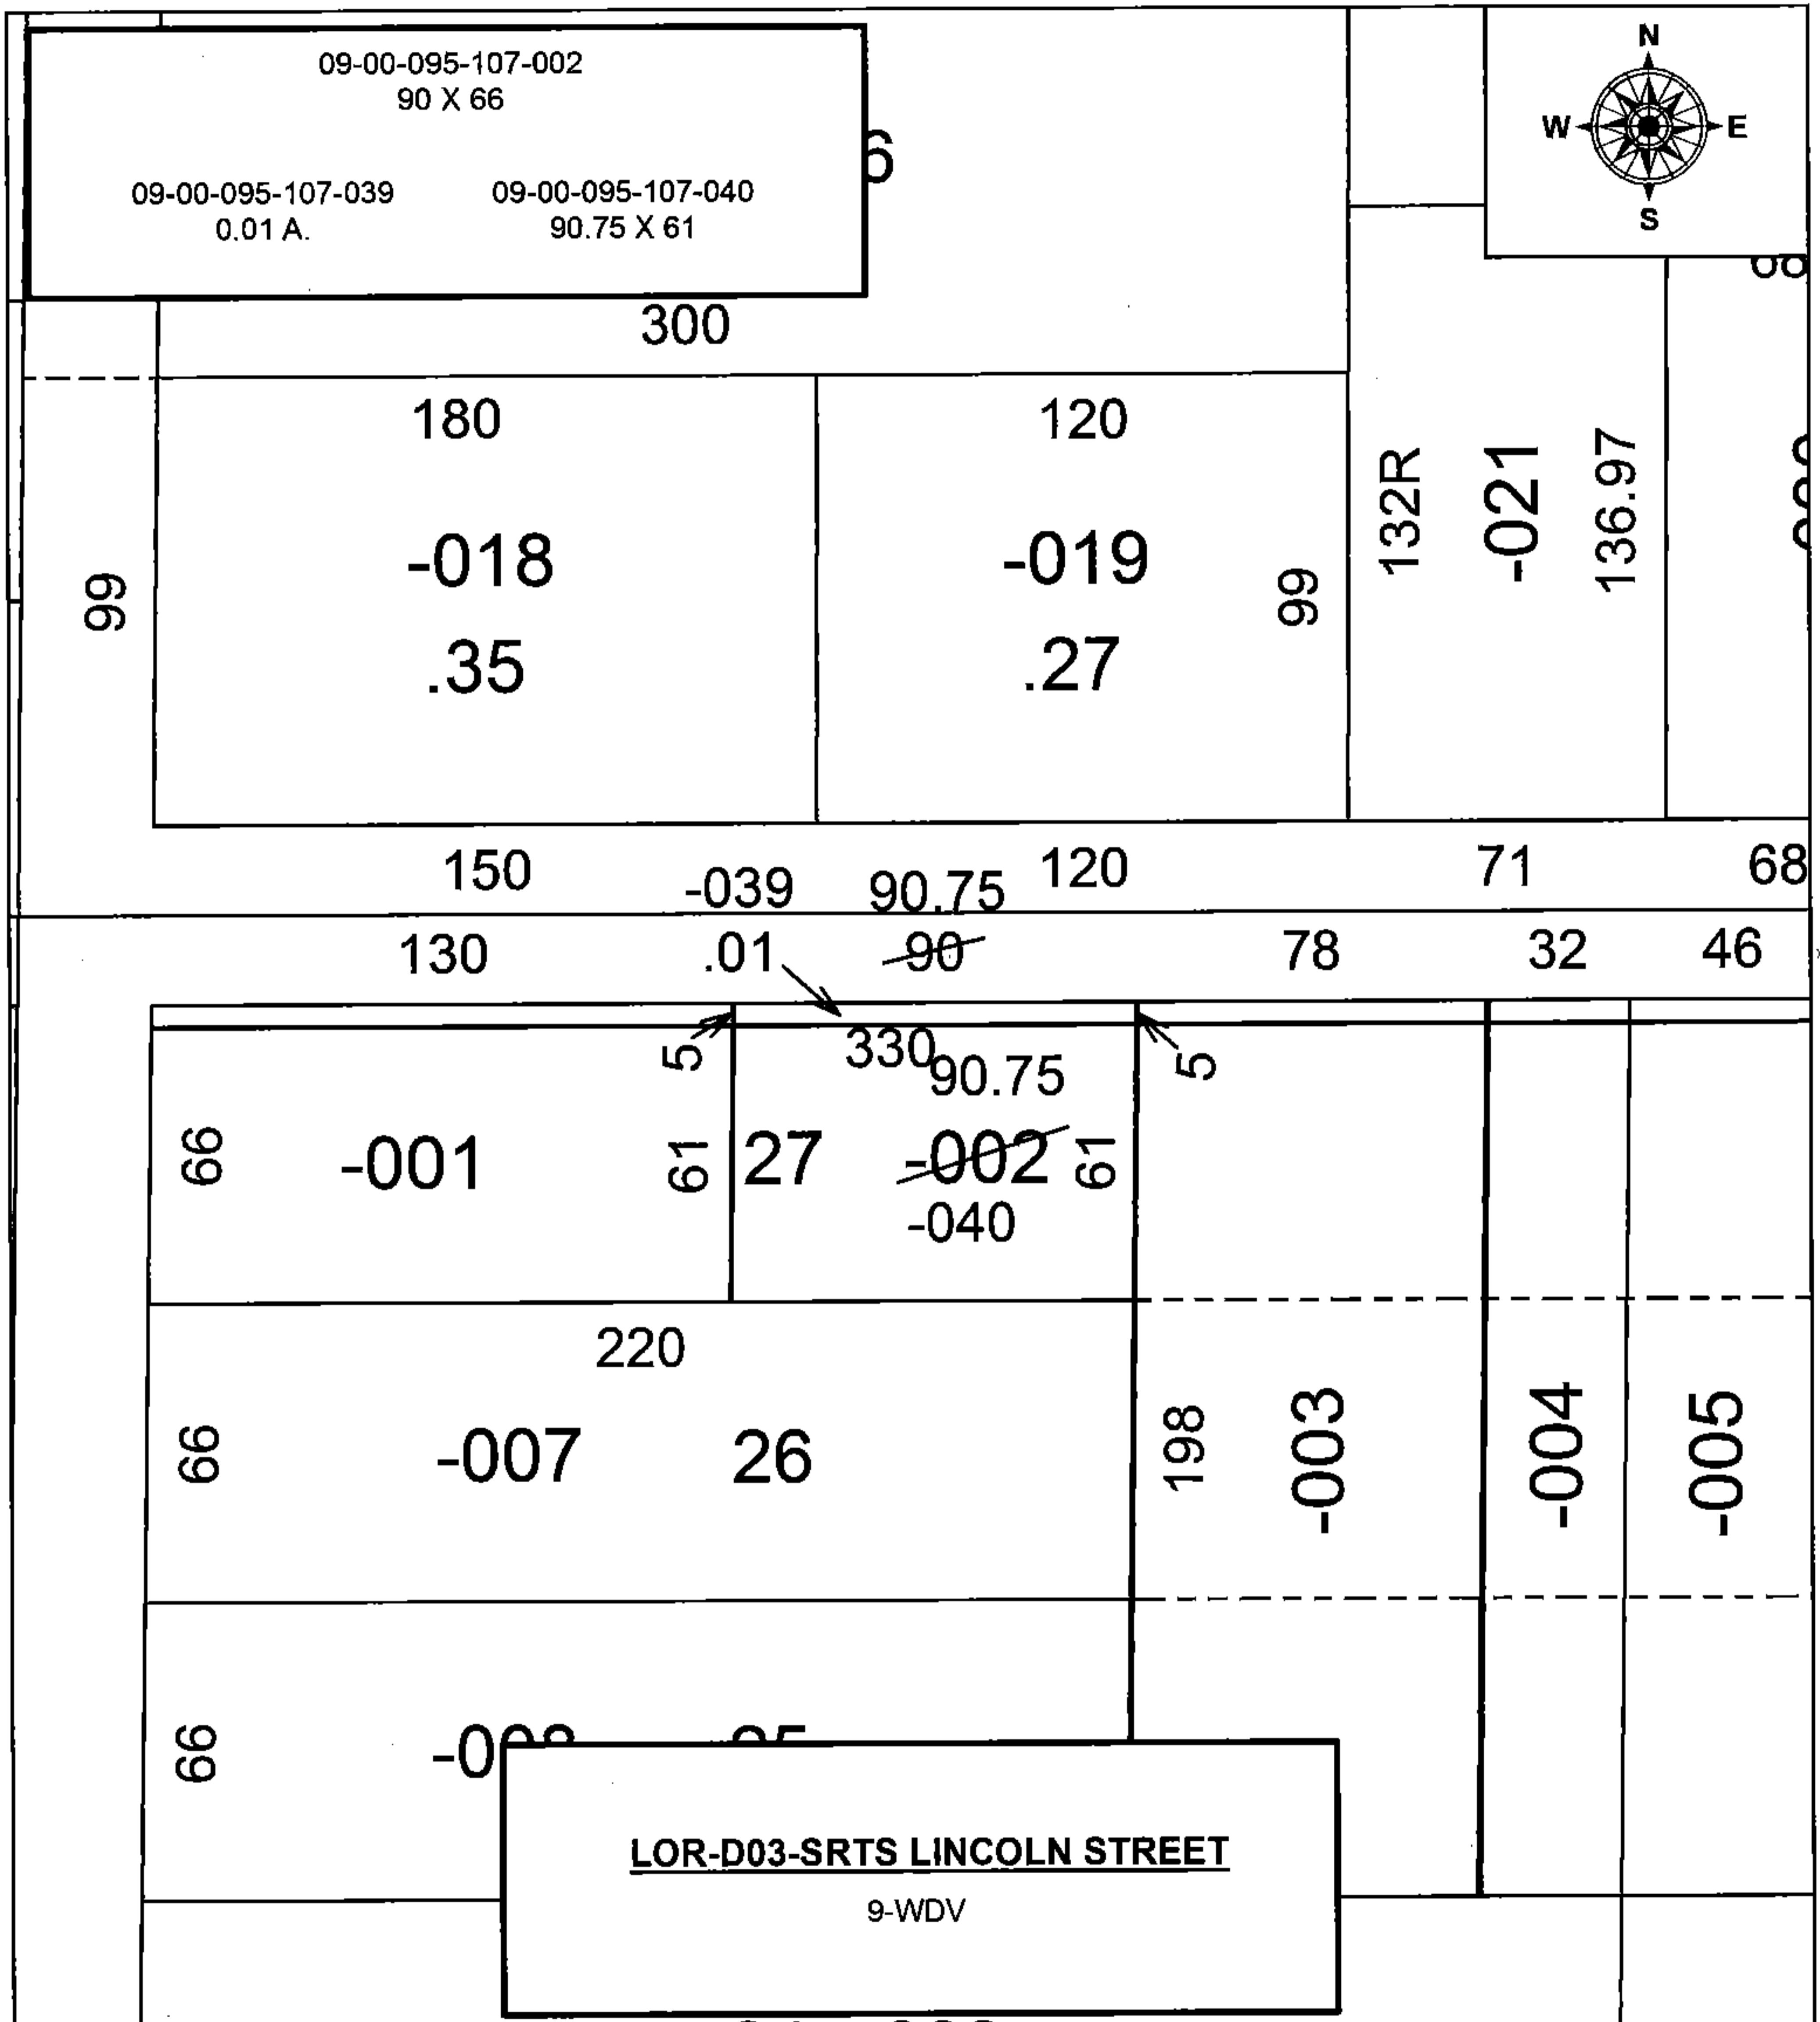 09-00-095-107-002
90 X 66
09-00-095-107-039 09-00-095-107-040
0.01 A. 90.75 X 61
6
N
W E
S
300
180 120
132R
-021
136.97
-018 -019
99 99
.35 .27
150 -039 90.75 120 71 68
130 .01 90 78 32 46
5 330 5
90.75
66 -001 61 27 -002 61
-040
220
66 -007 26 198 -003 -004 -005
66
LOR-D03-SRTS LINCOLN STREET
9-WDV